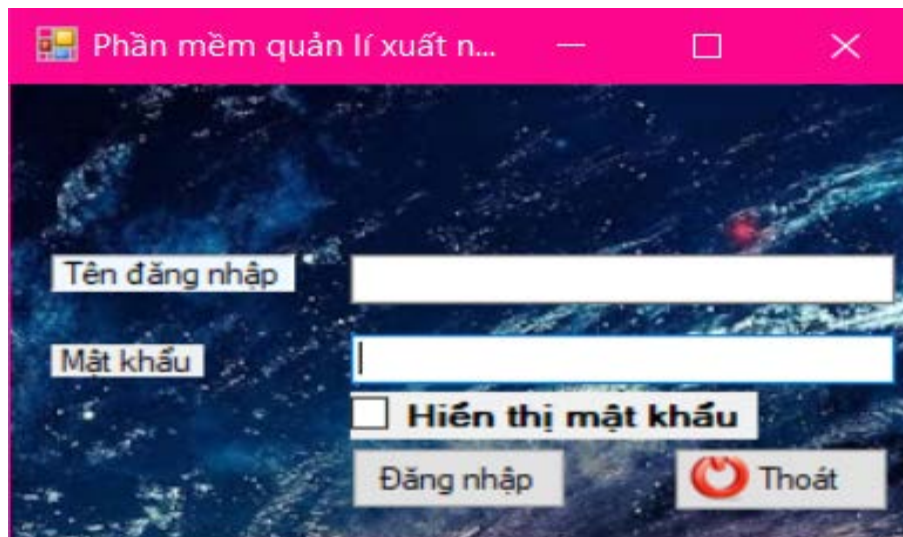 Phần mềm quản lí xuất n...
Tên đăng nhập
Mật khẩu
Hiển thị mật khẩu
Đăng nhập
Thoát